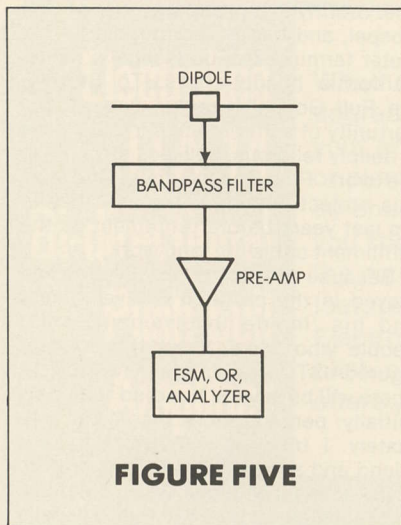 DIPOLE
BANDPASS FILTER
PRE-AMP
FSM, OR,
ANALYZER
FIGURE FIVE